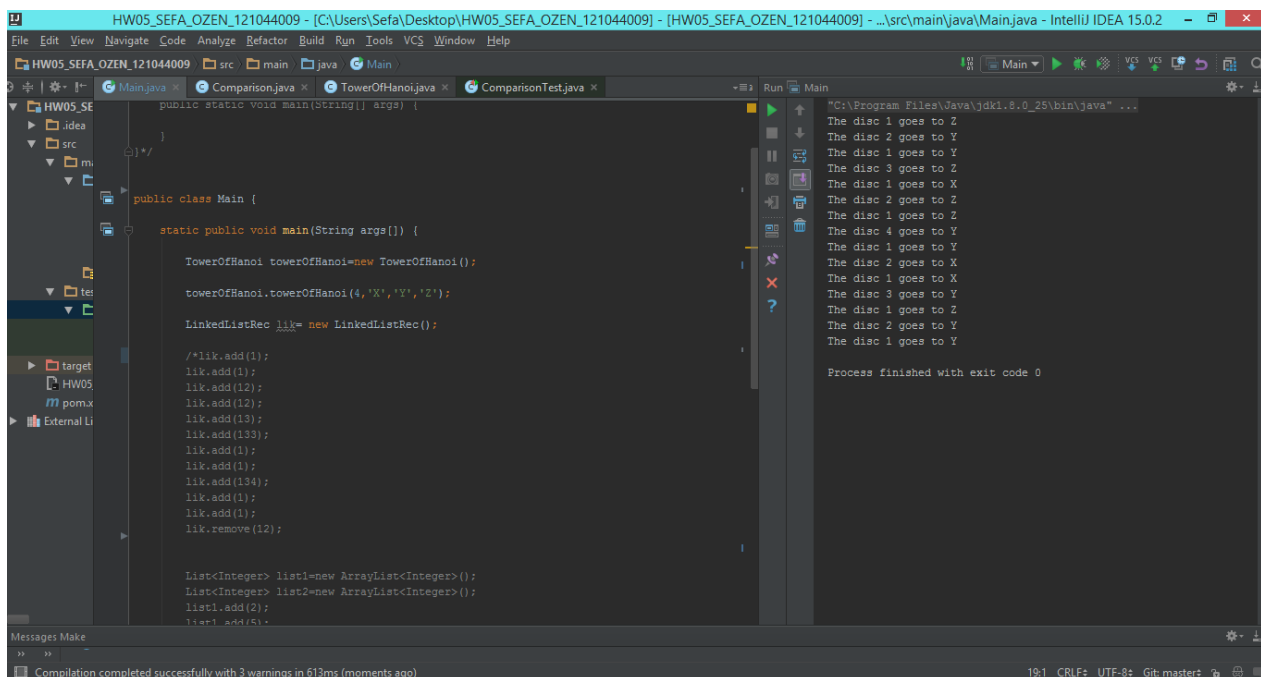 HW05_SEFA_OZEN_121044009 - [C:\Users\Sefa\Desktop\HW05_SEFA_OZEN_121044009] - [HW05_SEFA_OZEN_121044009] - ...\src\main\java\Main.java - IntelliJ IDEA 15.0.2
File Edit View Navigate Code Analyze Refactor Build Run Tools VCS Window Help
HW05_SEFA_OZEN_121044009 src main java Main
Main
VCS VCS
Main.java Comparison.java TowerOfHanoi.java ComparisonTest.java
HW05_SE
.idea
src
ma
tes
target
HW05
pom.x
External Li
public static void main(String[] args) {
}
}*/
public class Main {
static public void main(String args[]) {
TowerOfHanoi towerOfHanoi=new TowerOfHanoi();
towerOfHanoi.towerOfHanoi(4,'X','Y','Z');
LinkedListRec lik= new LinkedListRec();
/*lik.add(1);
lik.add(1);
lik.add(12);
lik.add(12);
lik.add(13);
lik.add(133);
lik.add(1);
lik.add(1);
lik.add(134);
lik.add(1);
lik.add(1);
lik.remove(12);
List<Integer> list1=new ArrayList<Integer>();
List<Integer> list2=new ArrayList<Integer>();
list1.add(2);
list1.add(5);
Run Main
"C:\Program Files\Java\jdk1.8.0_25\bin\java" ...
The disc 1 goes to Z
The disc 2 goes to Y
The disc 1 goes to Y
The disc 3 goes to Z
The disc 1 goes to X
The disc 2 goes to Z
The disc 1 goes to Z
The disc 4 goes to Y
The disc 1 goes to Y
The disc 2 goes to X
The disc 1 goes to X
The disc 3 goes to Y
The disc 1 goes to Z
The disc 2 goes to Y
The disc 1 goes to Y
Process finished with exit code 0
Messages Make
Compilation completed successfully with 3 warnings in 613ms (moments ago)
19:1 CRLF UTF-8 Git: master